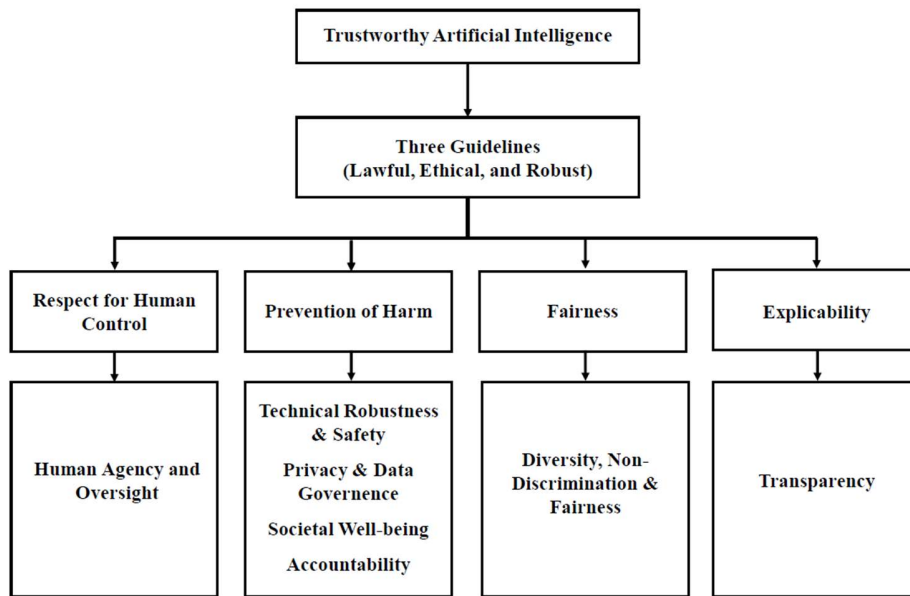 Trustworthy Artificial Intelligence
Three Guidelines
(Lawful, Ethical, and Robust)
Respect for Human
Control
Prevention of Harm
Fairness
Explicability
Human Agency and
Oversight
Technical Robustness
& Safety
Privacy & Data
Governence
Societal Well-being
Accountability
Diversity, Non-
Discrimination &
Fairness
Transparency